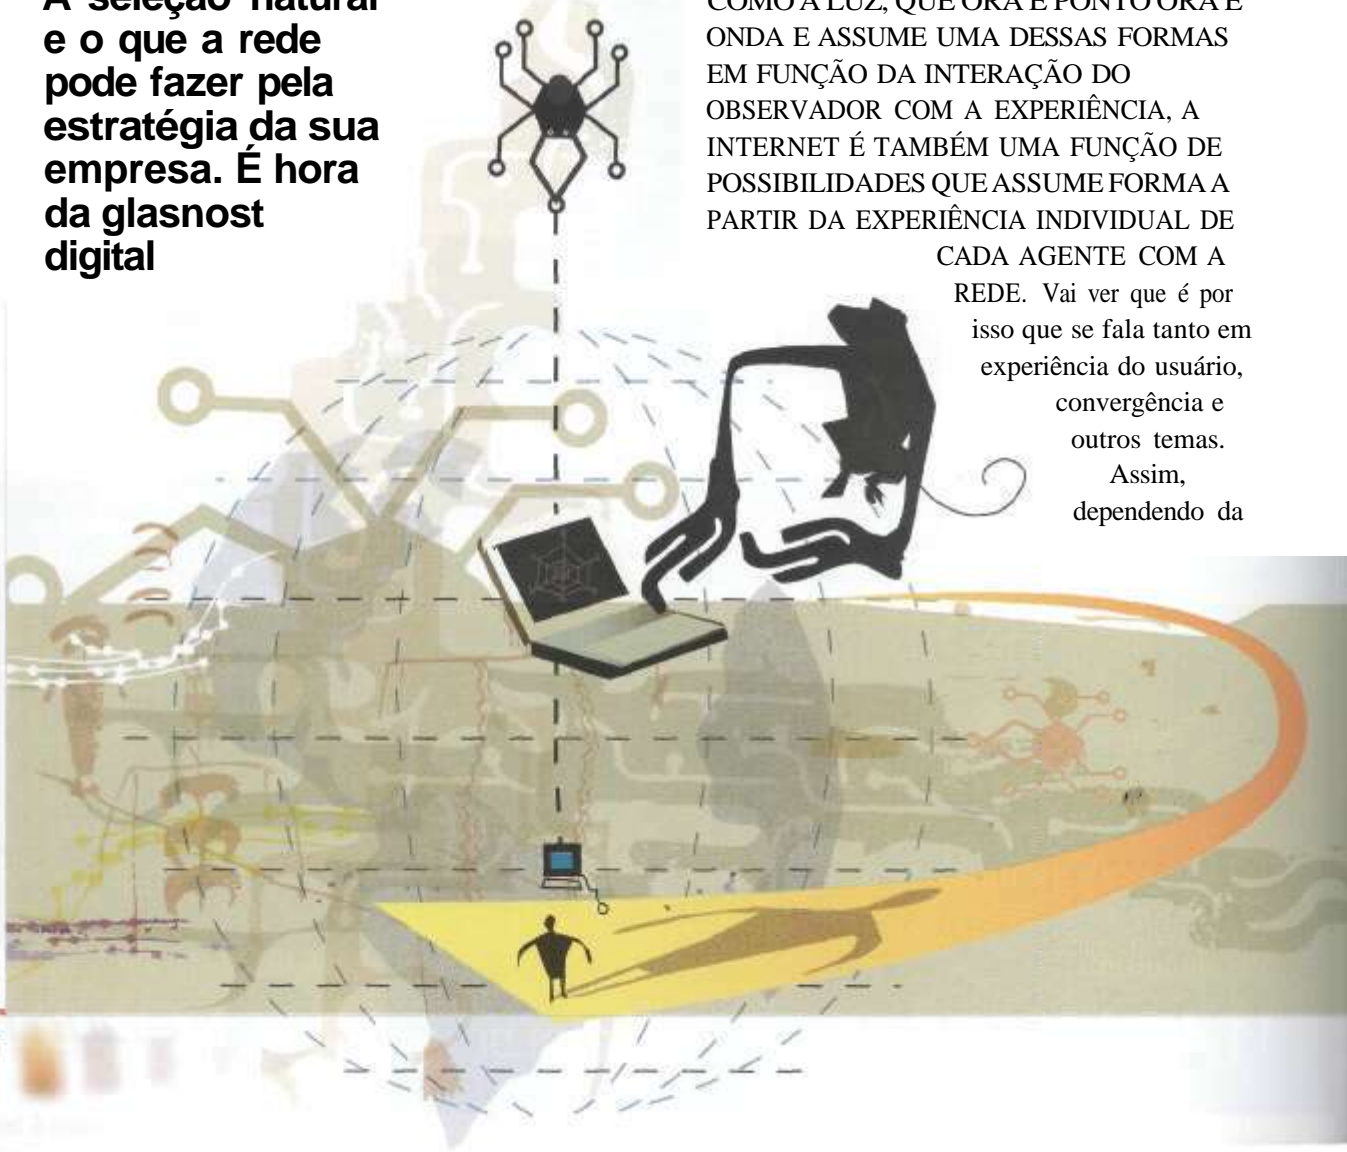 A seleção natural
e o que a rede
pode fazer pela
estratégia da sua
empresa. É hora
da glasnost
digital
COMO A LUZ, QUE ORA É PONTO ORA É
ONDA E ASSUME UMA DESSAS FORMAS
EM FUNÇÃO DA INTERAÇÃO DO
OBSERVADOR COM A EXPERIÊNCIA, A
INTERNET É TAMBÉM UMA FUNÇÃO DE
POSSIBILIDADES QUE ASSUME FORMA A
PARTIR DA EXPERIÊNCIA INDIVIDUAL DE
CADA AGENTE COM A
REDE. Vai ver que é por
isso que se fala tanto em
experiência do usuário,
convergência e
outros temas.
Assim,
dependendo da